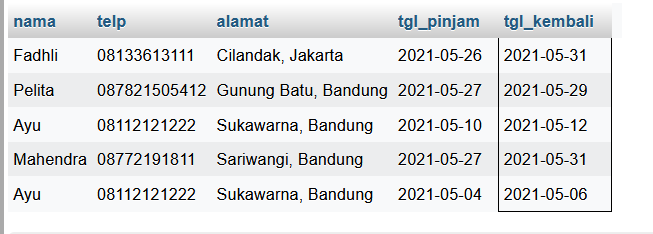 nama telp alamat tgl_pinjam tgl_kembali
Fadhli 08133613111 Cilandak, Jakarta 2021-05-26 2021-05-31
Pelita 087821505412 Gunung Batu, Bandung 2021-05-27 2021-05-29
Ayu 08112121222 Sukawarna, Bandung 2021-05-10 2021-05-12
Mahendra 08772191811 Sariwangi, Bandung 2021-05-27 2021-05-31
Ayu 08112121222 Sukawarna, Bandung 2021-05-04 2021-05-06